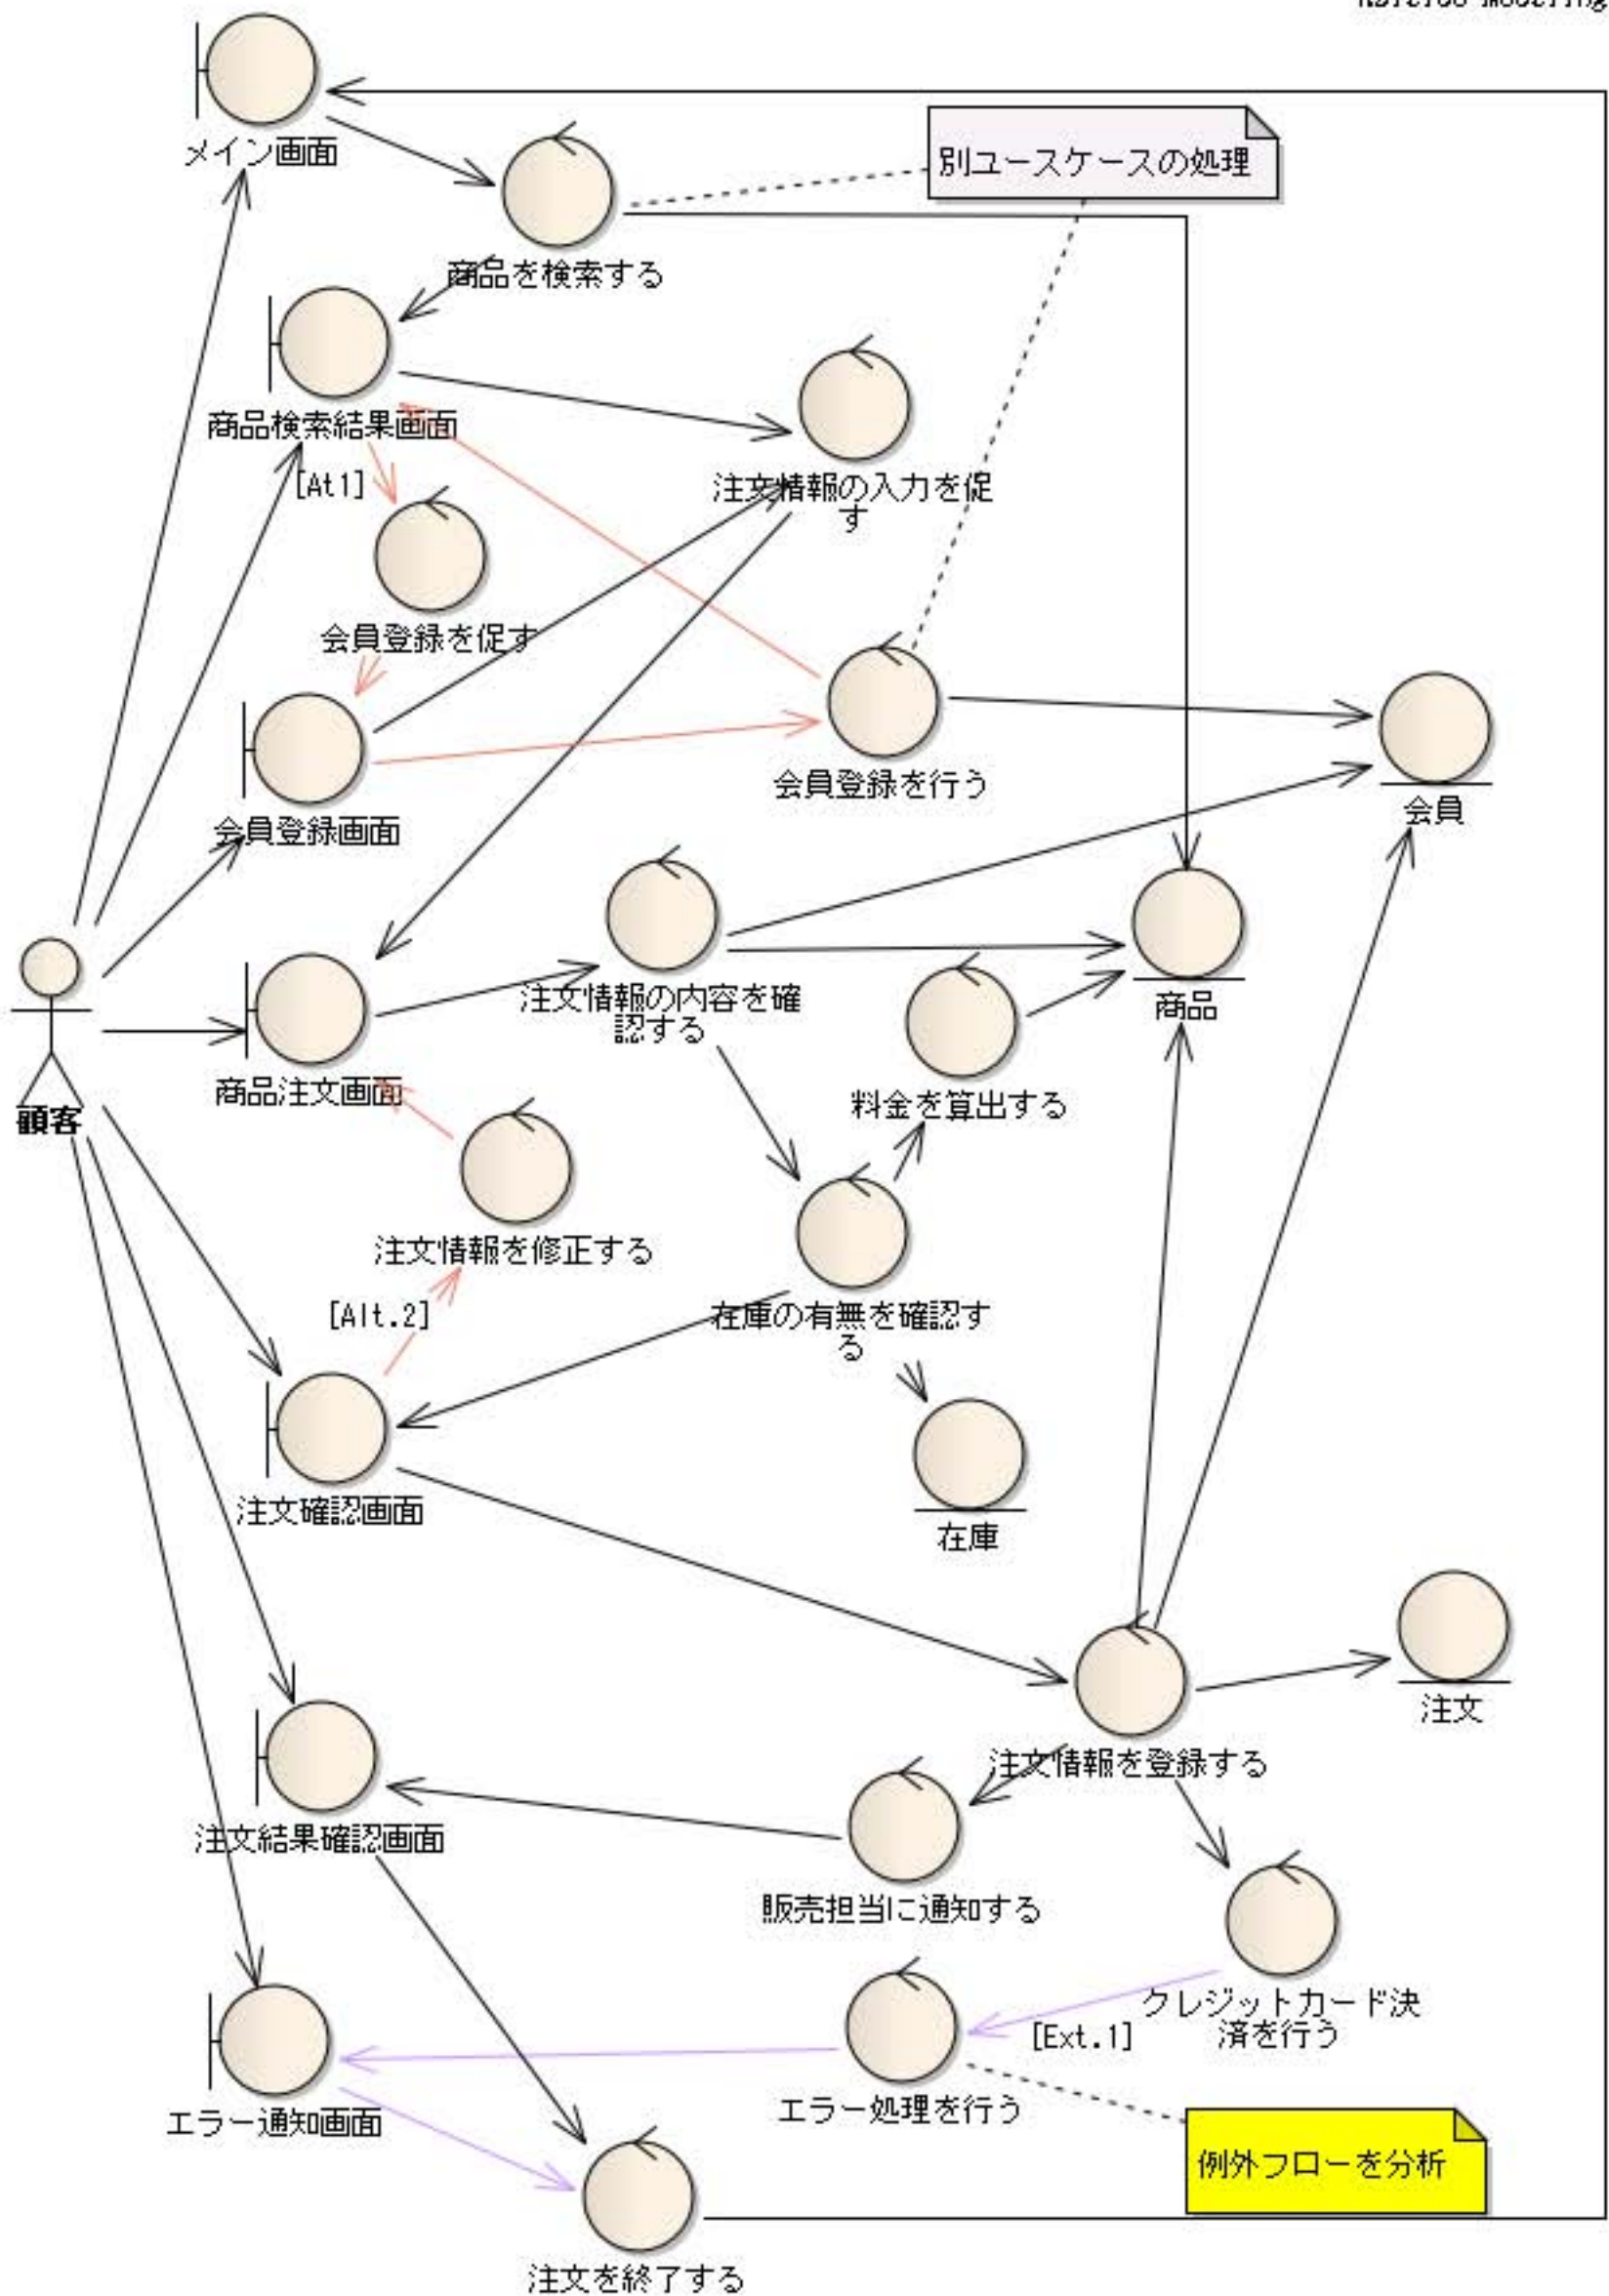 メイン画面
別ユースケースの処理
商品を検索する
商品検索結果画面
[At1]
注文情報の入力を促
す
会員登録を促す
会員登録を行う
会員
会員登録画面
商品
注文情報の内容を確
認する
商品注文画面
料金を算出する
顧客
注文情報を修正する
[Alt.2]
在庫の有無を確認す
る
注文確認画面
在庫
注文
注文情報を登録する
注文結果確認画面
販売担当に通知する
クレジットカード決
済を行う
[Ext.1]
エラー処理を行う
エラー通知画面
例外フローを分析
注文を終了する